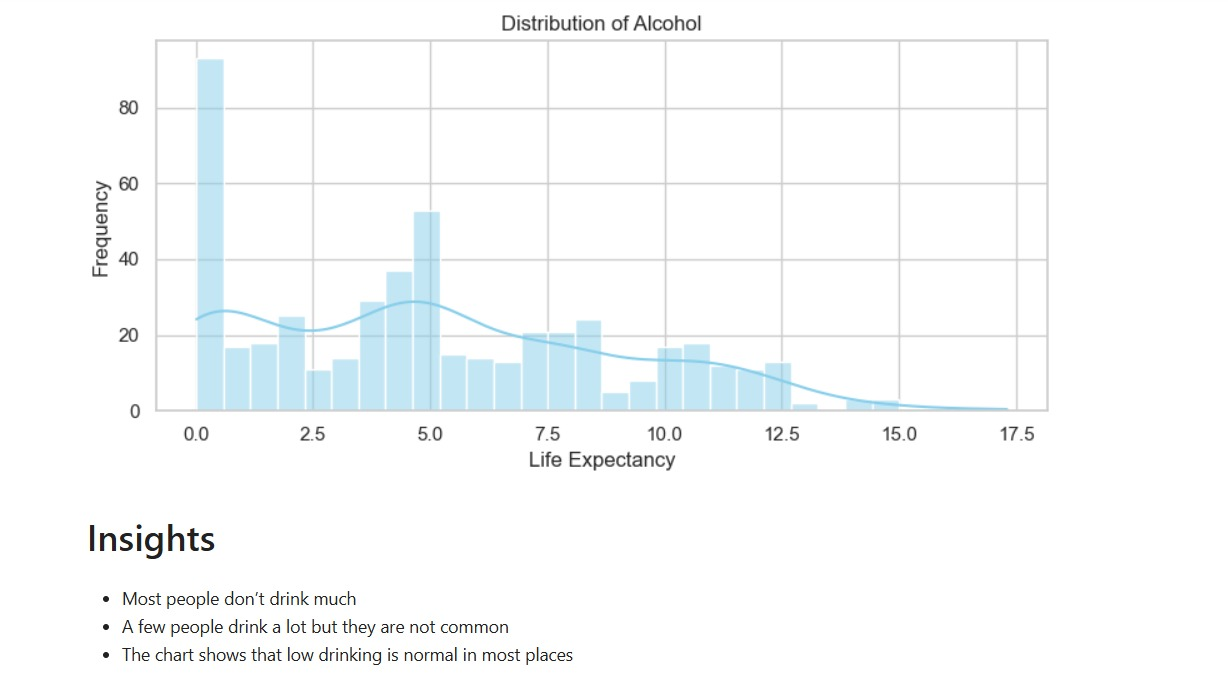 Distribution of Alcohol
80
60
40
20
0
Frequency
0.0 2.5 5.0 7.5 10.0 12.5 15.0 17.5
Life Expectancy
Insights
• Most people don’t drink much
• A few people drink a lot but they are not common
• The chart shows that low drinking is normal in most places